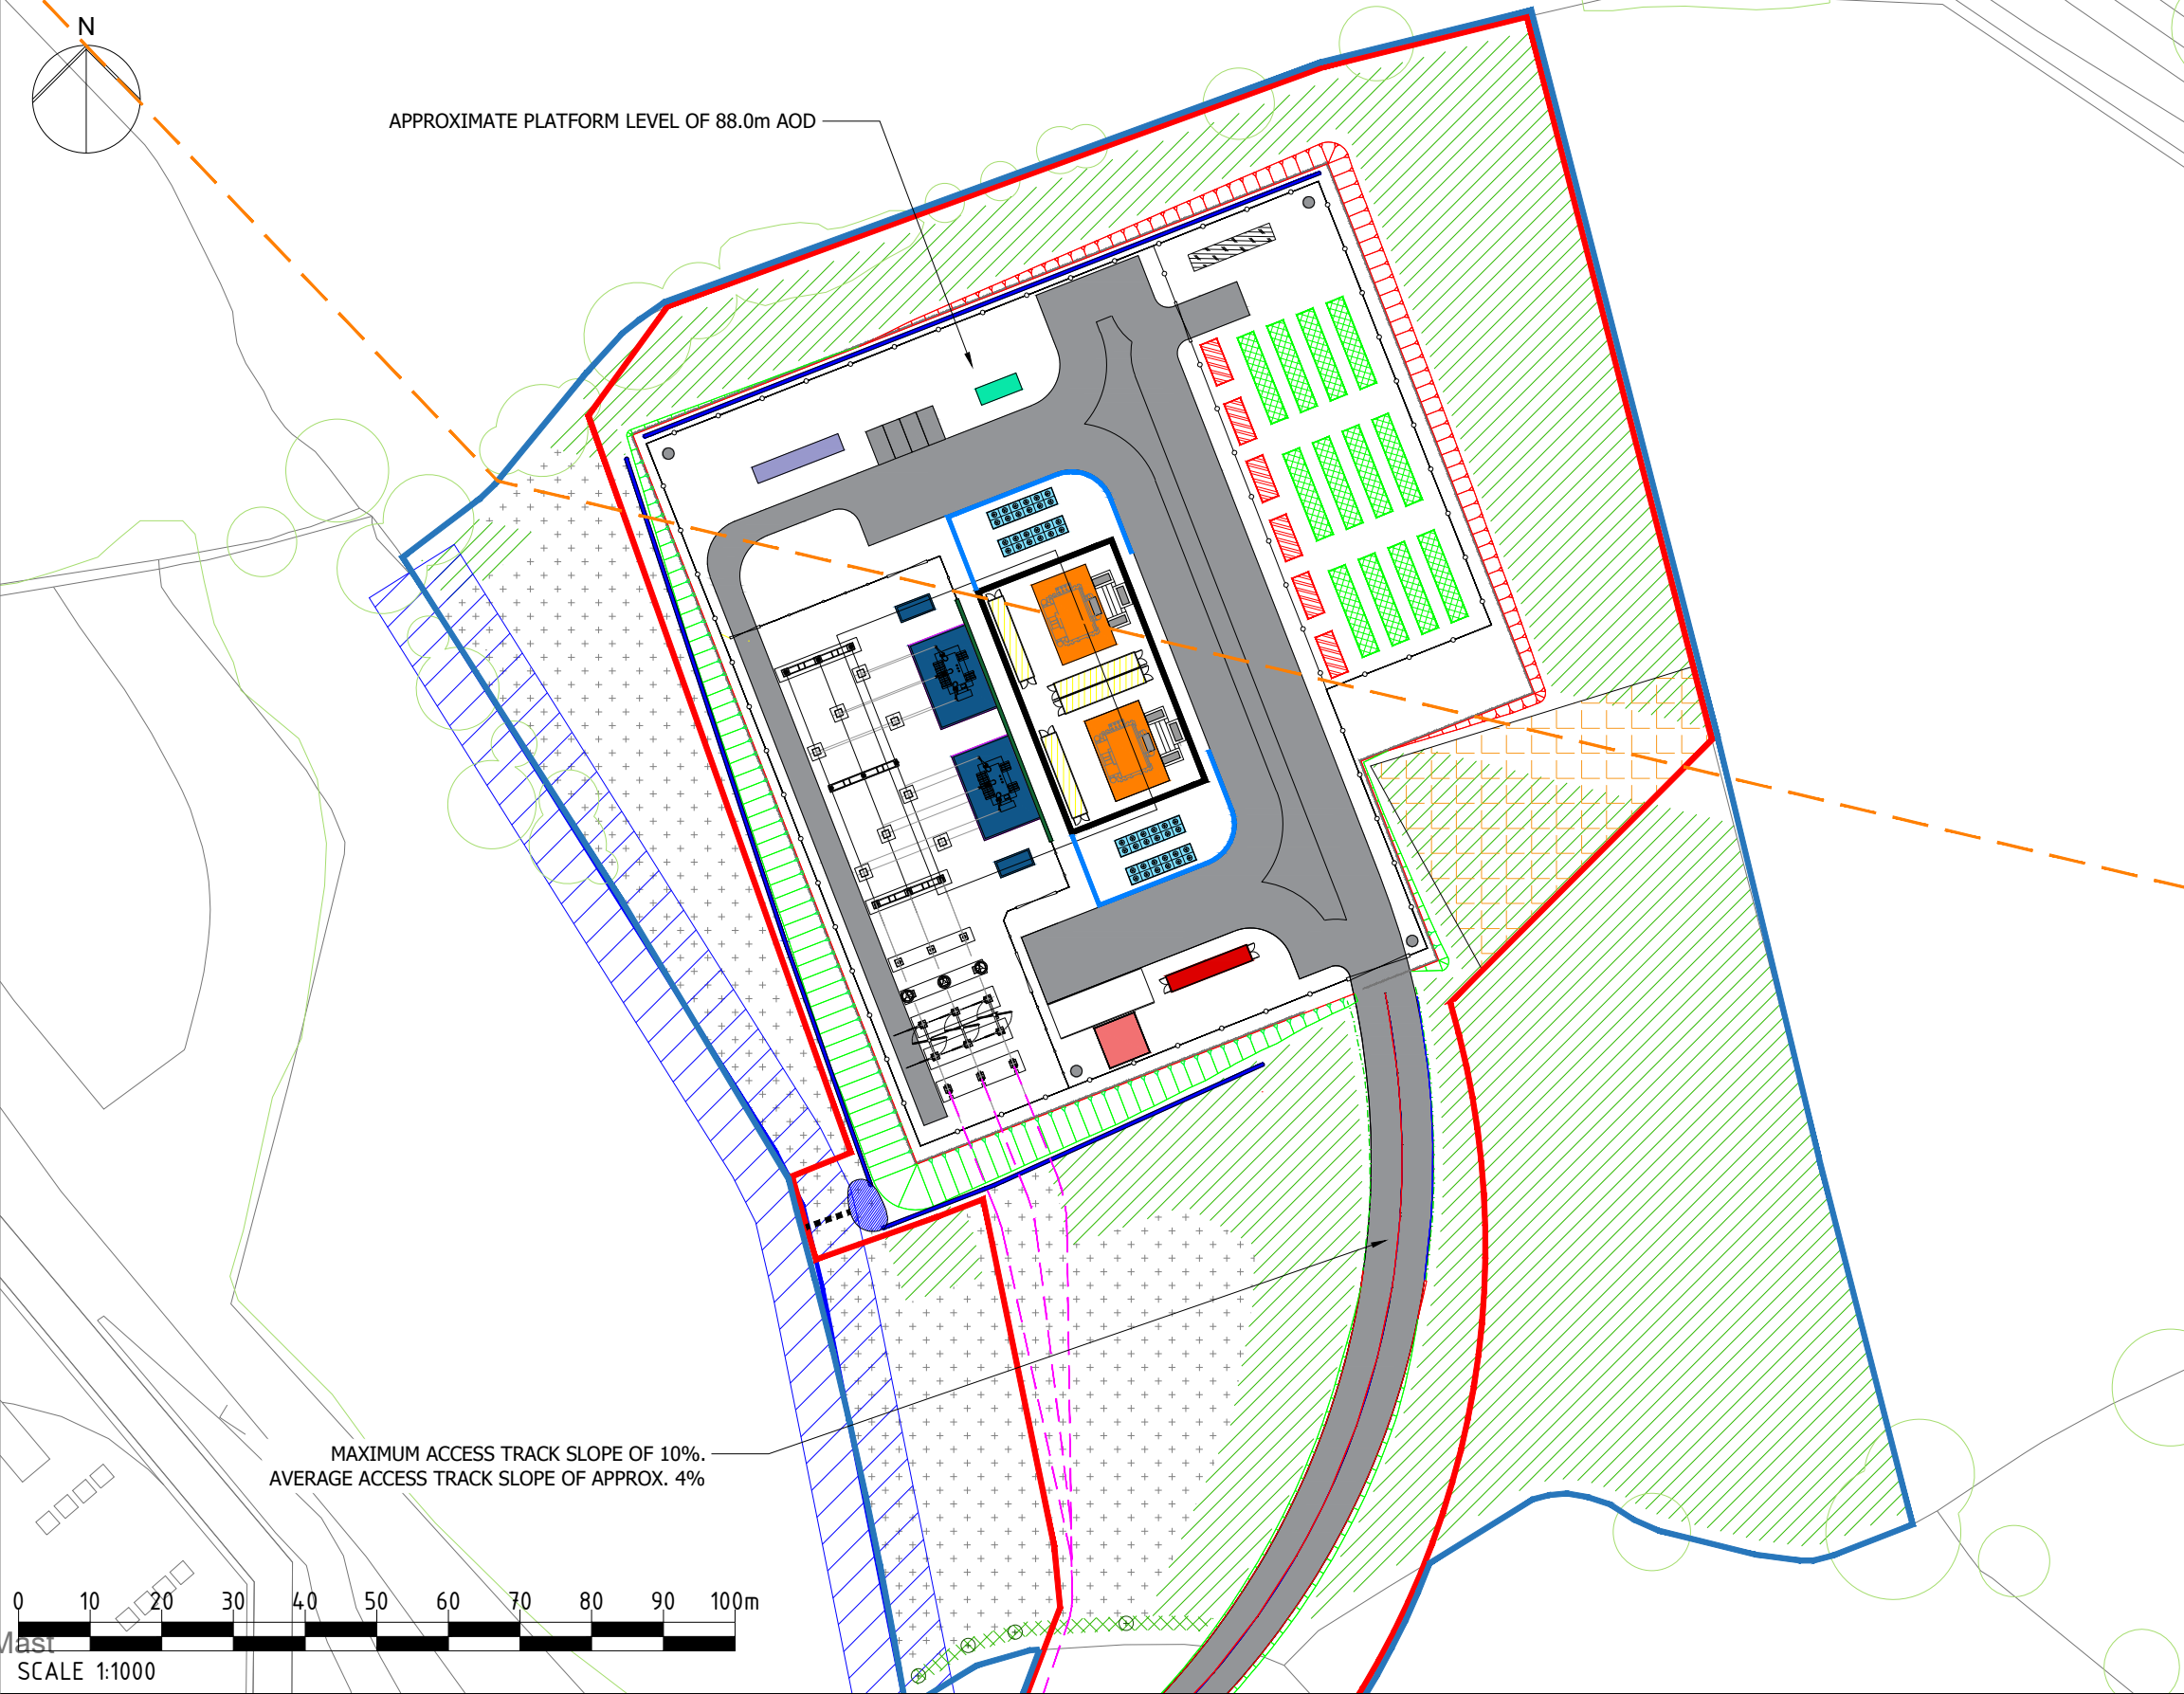 N
APPROXIMATE PLATFORM LEVEL OF 88.0m AOD
MAXIMUM ACCESS TRACK SLOPE OF 10%.
AVERAGE ACCESS TRACK SLOPE OF APPROX. 4%
0 10 20 30 40 50 60 70 80 90 100m
Mast
SCALE 1:1000